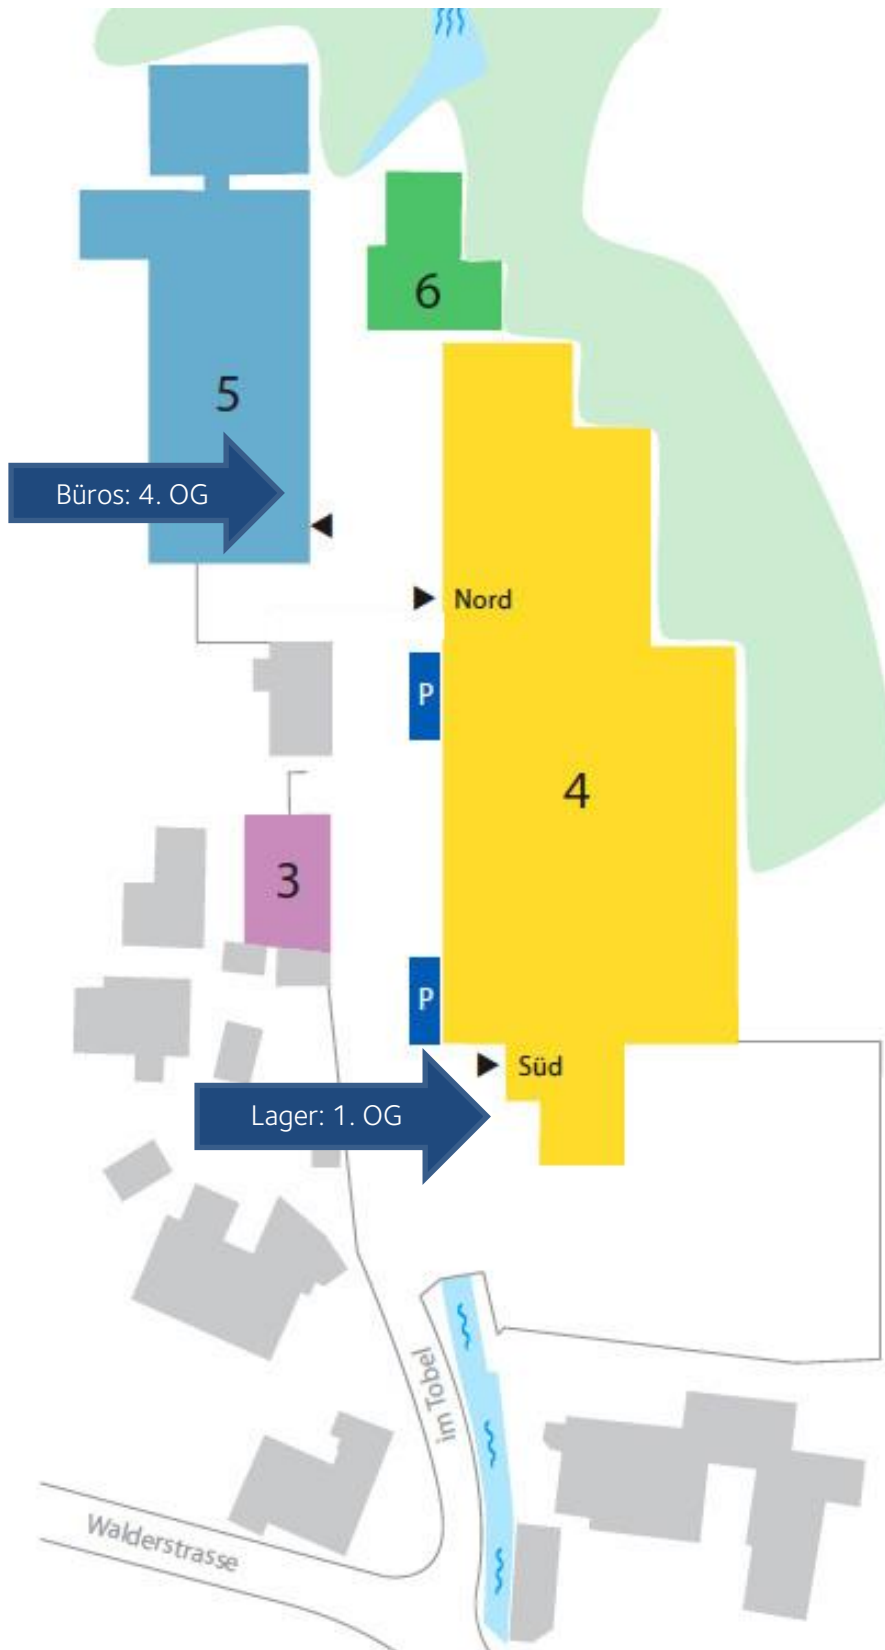 6
5
Büros: 4. OG
Nord
P
4
3
P
Süd
Lager: 1. OG
im Tobel
Walderstrasse